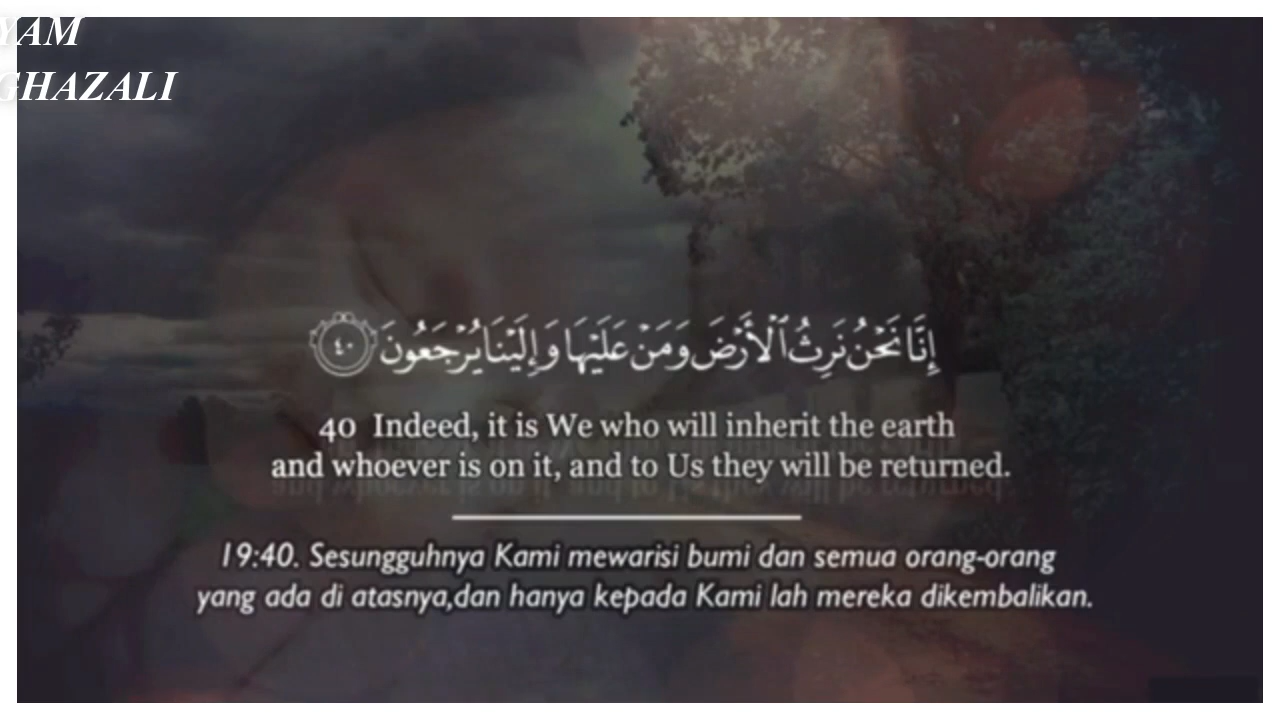 YAM
GHAZALI
إِنَّا نَحْنُ نَرِثُ ٱلْأَرْضَ وَمَنْ عَلَيْهَا وَإِلَيْنَا يُرْجَعُونَ ٤٠
40 Indeed, it is We who will inherit the earth
and whoever is on it, and to Us they will be returned.
19:40. Sesungguhnya Kami mewarisi bumi dan semua orang-orang
yang ada di atasnya,dan hanya kepada Kami lah mereka dikembalikan.